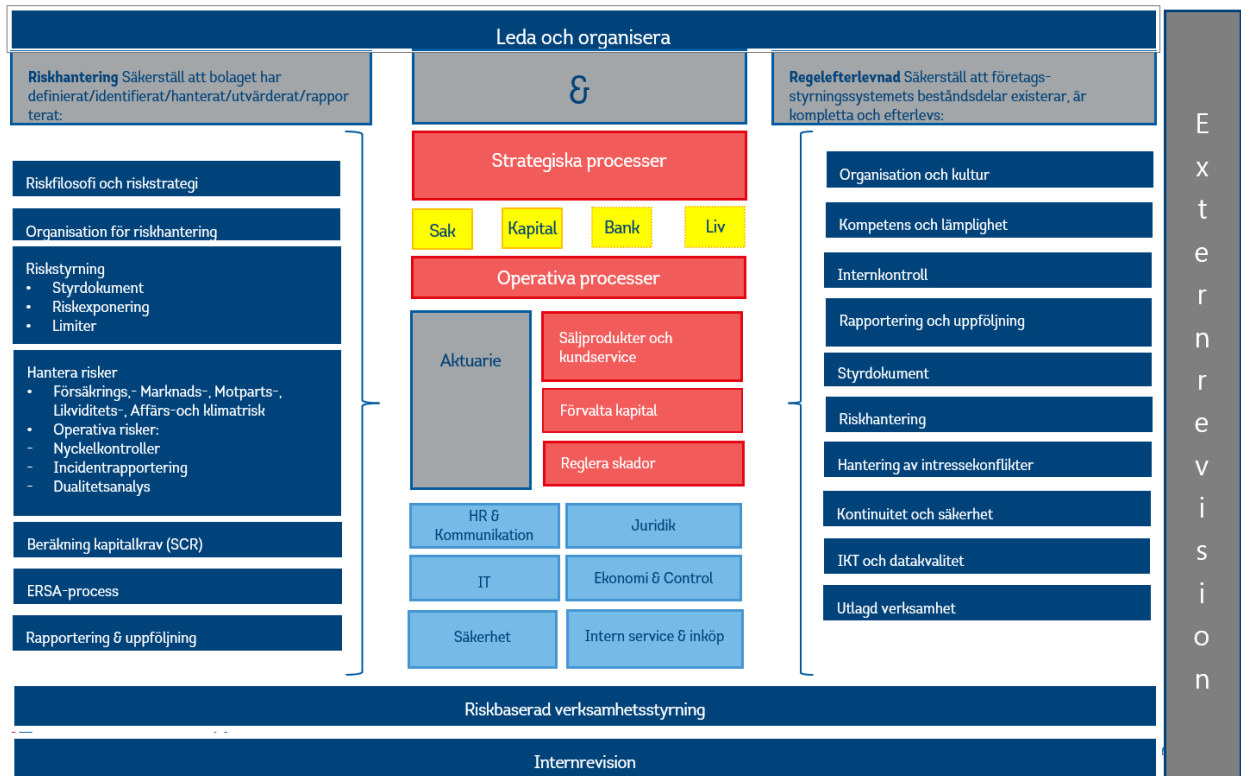 Leda och organisera
Riskhantering Säkerställ att bolaget har
definierat/identifierat/hanterat/utvärderat/rappor
terat:
Riskfilosofi och riskstrategi
Organisation för riskhantering
Riskstyrning
• Styrdokument
• Riskexponering
• Limiter
Hantera risker
• Försäkrings,- Marknads-, Motparts-,
Likviditets-, Affärs-och klimatrisk
• Operativa risker:
- Nyckelkontroller
- Incidentrapportering
- Dualitetsanalys
Beräkning kapitalkrav (SCR)
ERSA-process
Rapportering & uppföljning
&
Strategiska processer
Sak
Kapital
Bank
Liv
Operativa processer
Aktuarie
Säljprodukter och
kundservice
Förvalta kapital
Reglera skador
HR &
Kommunikation
Juridik
IT
Ekonomi & Control
Säkerhet
Intern service & inköp
Regelefterlevnad Säkerställ att företags-
styrningssystemets beståndsdelar existerar, är
kompletta och efterlevs:
Organisation och kultur
Kompetens och lämplighet
Internkontroll
Rapportering och uppföljning
Styrdokument
Riskhantering
Hantering av intressekonflikter
Kontinuitet och säkerhet
IKT och datakvalitet
Utlagd verksamhet
Riskbaserad verksamhetsstyrning
Internrevision
Externrevision